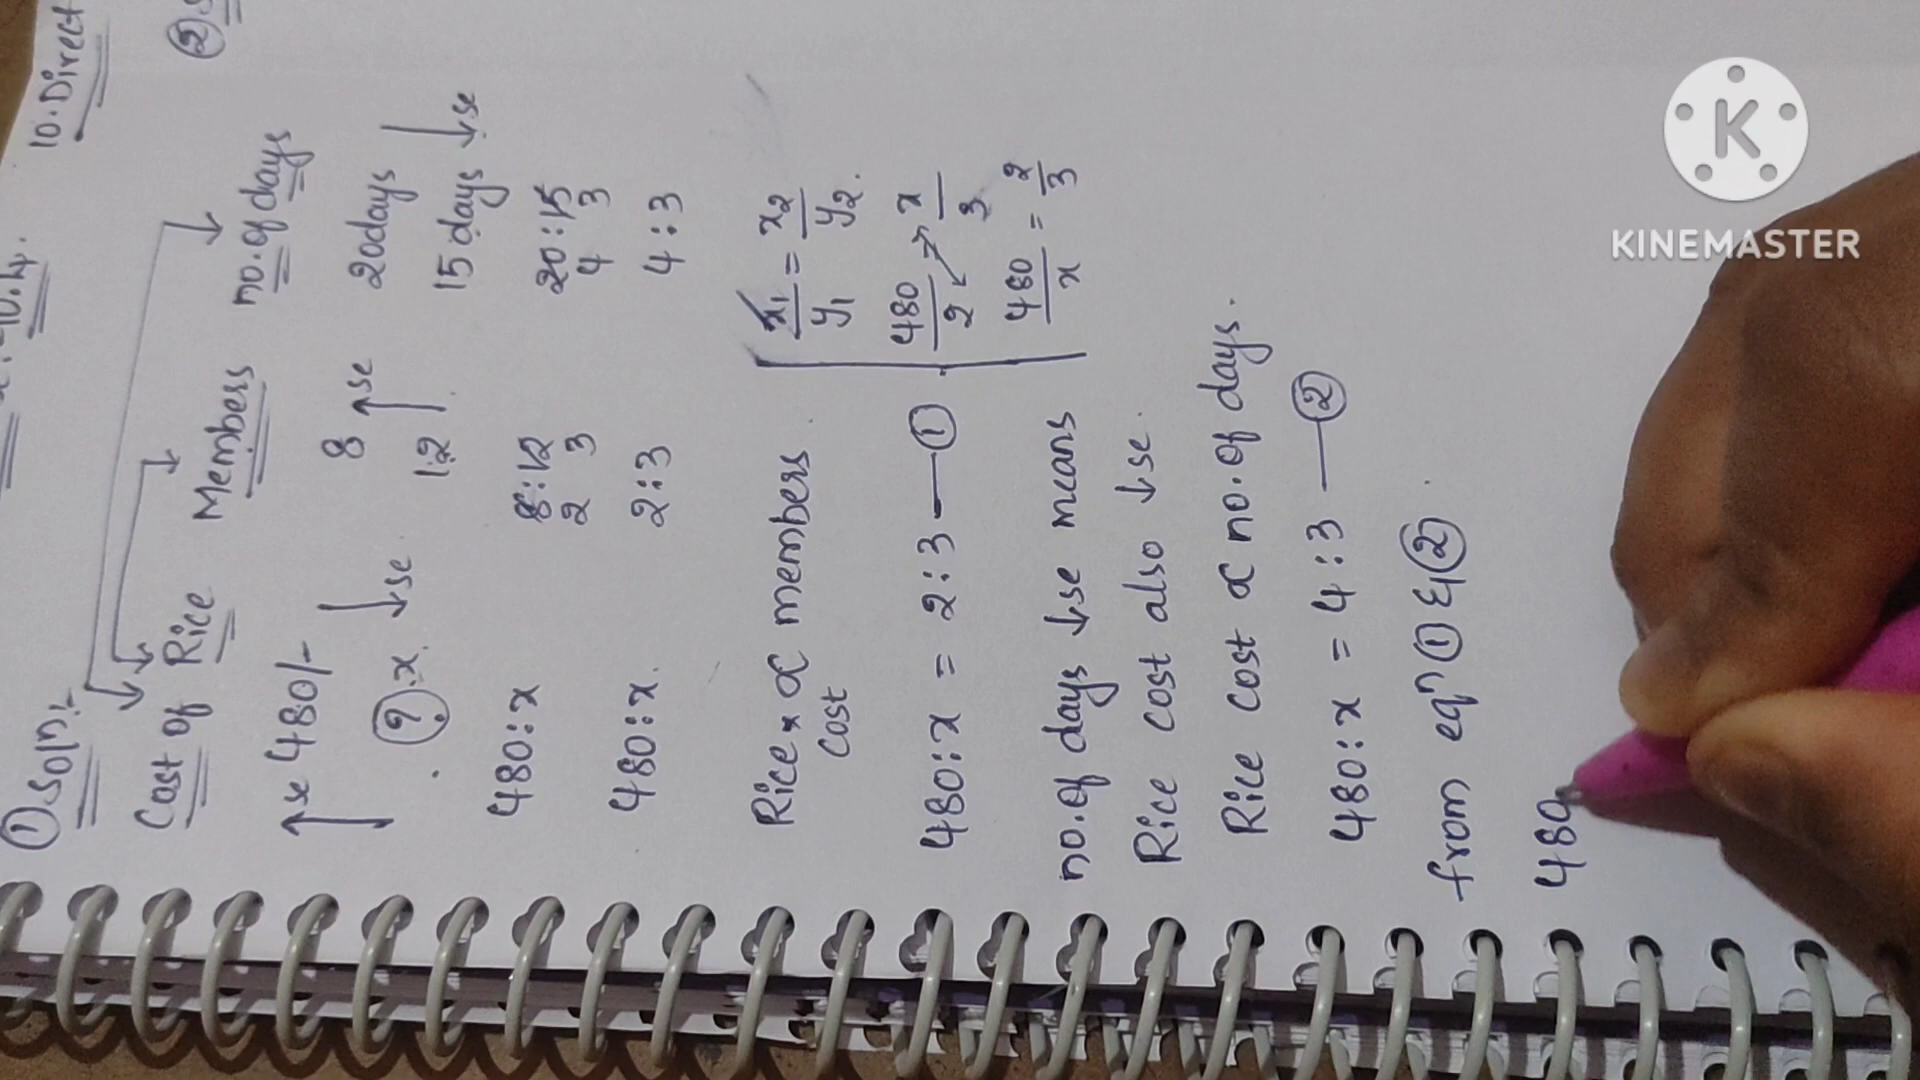 10. Direct
①Soln:-
②
Cost of Rice Members no. of days
↑se 480/- 8 ↑se 20days
? x ↓se 12 15 days ↓se
480:x 8:12 20:15
2 3 4 3
480:x 2:3 4:3
Rice ∝ members
cost
x1/y1 = x2/y2.
480:x = 2:3 — ①
480/2 = x/3
480/x = 2/3
no. of days ↓se means
Rice cost also ↓se.
Rice cost ∝ no. of days.
480:x = 4:3 — ②
from eqn ① & ②.
480
KINEMASTER